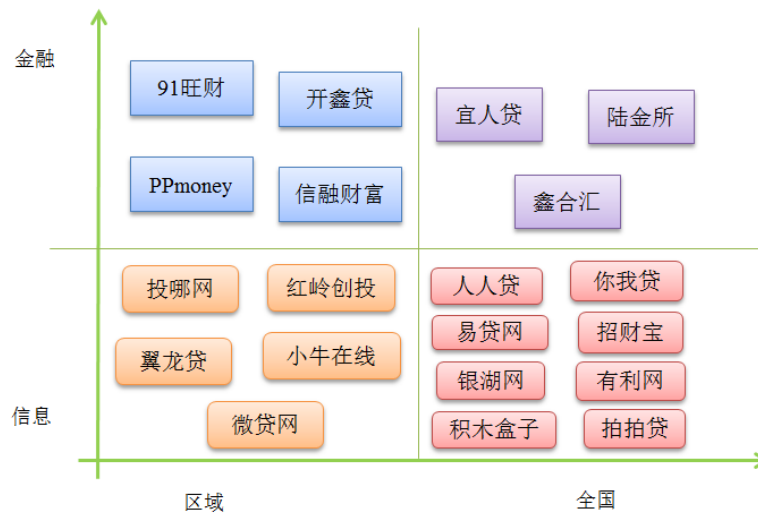 金融
91旺财
开鑫贷
宜人贷
陆金所
PPmoney
信融财富
鑫合汇
投哪网
红岭创投
人人贷
你我贷
翼龙贷
小牛在线
易贷网
招财宝
银湖网
有利网
信息
微贷网
积木盒子
拍拍贷
区域
全国